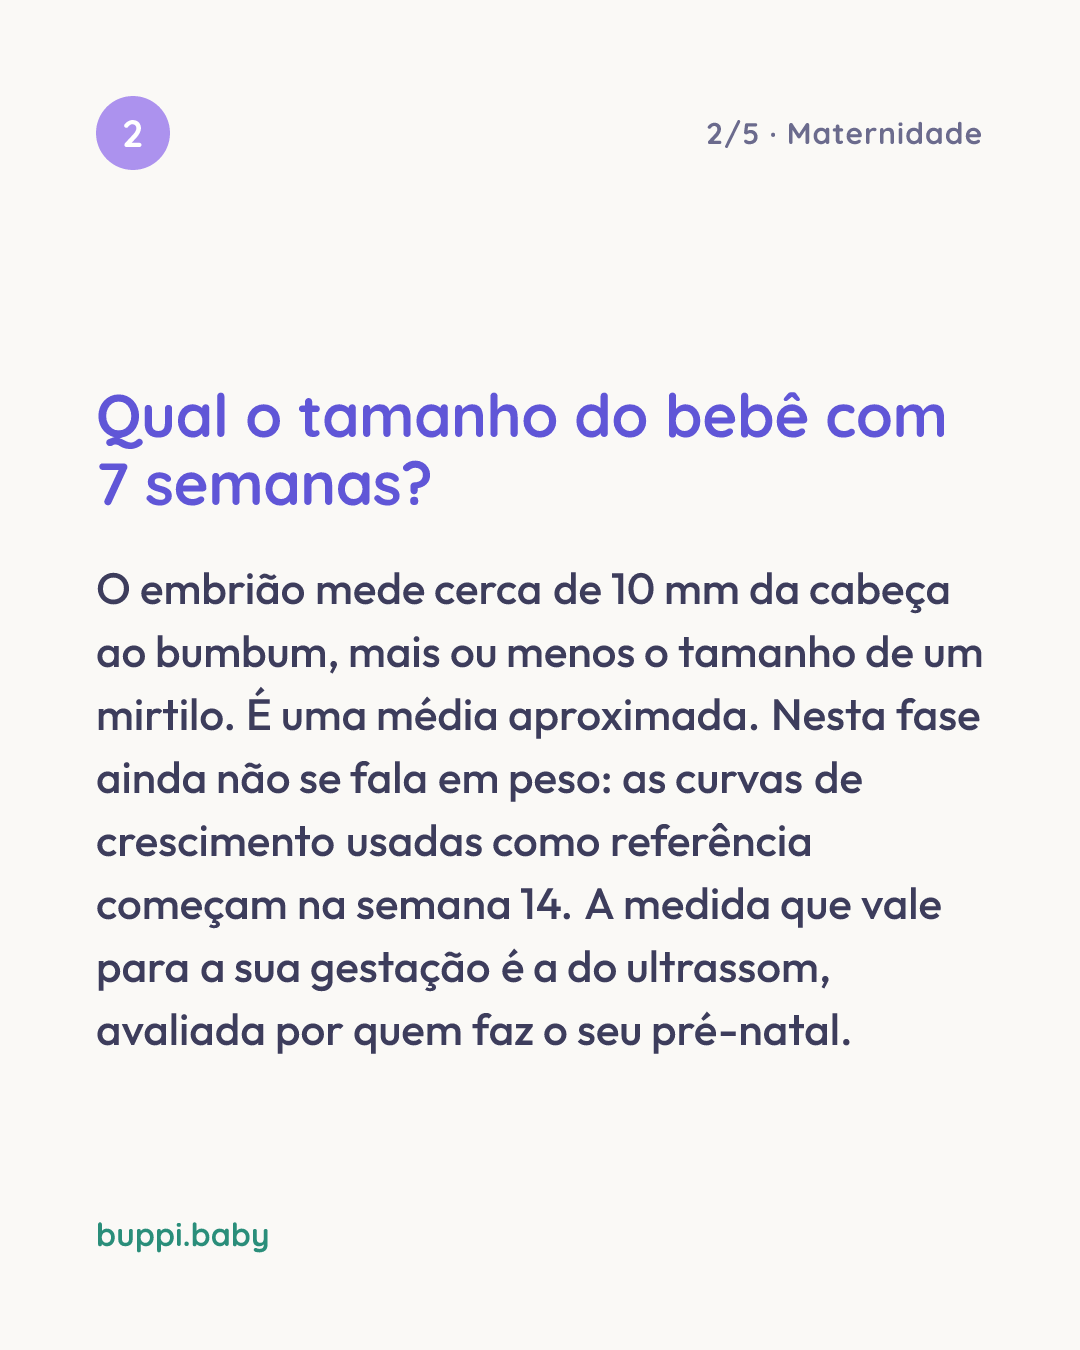 2
2/5 · Maternidade
Qual o tamanho do bebê com
7 semanas?
O embrião mede cerca de 10 mm da cabeça
ao bumbum, mais ou menos o tamanho de um
mirtilo. É uma média aproximada. Nesta fase
ainda não se fala em peso: as curvas de
crescimento usadas como referência
começam na semana 14. A medida que vale
para a sua gestação é a do ultrassom,
avaliada por quem faz o seu pré-natal.
buppi.baby